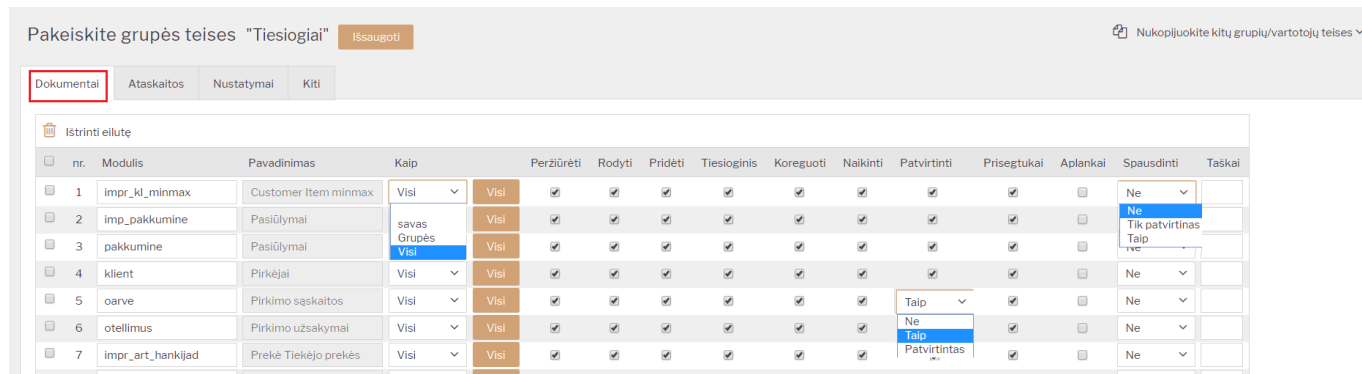 Pakeiskite grupės teises "Tiesiogiai" Išsaugoti Nukopijuokite kitų grupių/vartotojų teises
Dokumentai Ataskaitos Nustatymai Kiti
Ištrinti eilutę
nr. Modulis Pavadinimas Kaip Peržiūrėti Rodyti Pridėti Tiesioginis Koreguoti Naikinti Patvirtinti Prisegtukai Aplankai Spausdinti Taškai
1 impr_kl_minmax Customer Item minmax Visi Visi Ne
2 imp_pakkumine Pasiūlymai savas Visi Ne
Grupės Tik patvirtinas
3 pakkumine Pasiūlymai Visi Visi Taip
Ne
4 klient Pirkėjai Visi Visi Ne
5 oarve Pirkimo sąskaitos Visi Visi Taip Ne
Ne
6 otellimus Pirkimo užsakymai Visi Visi Taip Ne
Patvirtintas
7 impr_art_hankijad Prekė Tiekėjo prekės Visi Visi Ne